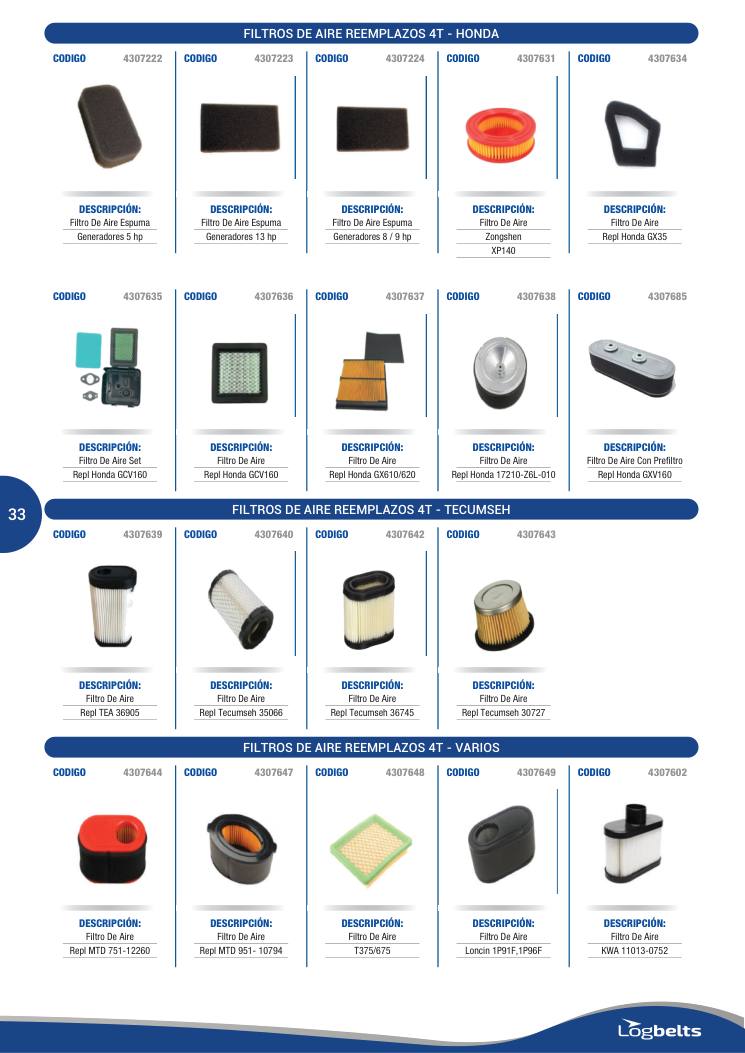 FILTROS DE AIRE REEMPLAZOS 4T - HONDA
CODIGO 4307222
DESCRIPCIÓN:
Filtro De Aire Espuma
Generadores 5 hp
CODIGO 4307223
DESCRIPCIÓN:
Filtro De Aire Espuma
Generadores 13 hp
CODIGO 4307224
DESCRIPCIÓN:
Filtro De Aire Espuma
Generadores 8 / 9 hp
CODIGO 4307631
DESCRIPCIÓN:
Filtro De Aire
Zongshen
XP140
CODIGO 4307634
DESCRIPCIÓN:
Filtro De Aire
Repl Honda GX35
CODIGO 4307635
DESCRIPCIÓN:
Filtro De Aire Set
Repl Honda GCV160
CODIGO 4307636
DESCRIPCIÓN:
Filtro De Aire
Repl Honda GCV160
CODIGO 4307637
DESCRIPCIÓN:
Filtro De Aire
Repl Honda GX610/620
CODIGO 4307638
DESCRIPCIÓN:
Filtro De Aire
Repl Honda 17210-Z6L-010
CODIGO 4307685
DESCRIPCIÓN:
Filtro De Aire Con Prefiltro
Repl Honda GXV160
33
FILTROS DE AIRE REEMPLAZOS 4T - TECUMSEH
CODIGO 4307639
DESCRIPCIÓN:
Filtro De Aire
Repl TEA 36905
CODIGO 4307640
DESCRIPCIÓN:
Filtro De Aire
Repl Tecumseh 35066
CODIGO 4307642
DESCRIPCIÓN:
Filtro De Aire
Repl Tecumseh 36745
CODIGO 4307643
DESCRIPCIÓN:
Filtro De Aire
Repl Tecumseh 30727
FILTROS DE AIRE REEMPLAZOS 4T - VARIOS
CODIGO 4307644
DESCRIPCIÓN:
Filtro De Aire
Repl MTD 751-12260
CODIGO 4307647
DESCRIPCIÓN:
Filtro De Aire
Repl MTD 951- 10794
CODIGO 4307648
DESCRIPCIÓN:
Filtro De Aire
T375/675
CODIGO 4307649
DESCRIPCIÓN:
Filtro De Aire
Loncin 1P91F,1P96F
CODIGO 4307602
DESCRIPCIÓN:
Filtro De Aire
KWA 11013-0752
Logbelts